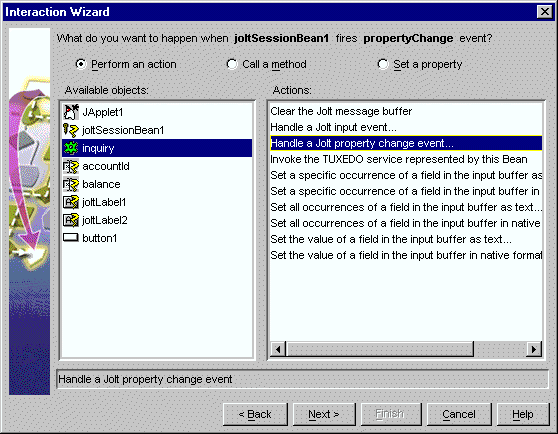 Interaction Wizard
What do you want to happen when joltSessionBean1 fires propertyChange event?
Perform an action
Call a method
Set a property
Available objects:
JApplet1
joltSessionBean1
inquiry
accountId
balance
joltLabel1
joltLabel2
button1
Actions:
Clear the Jolt message buffer
Handle a Jolt input event...
Handle a Jolt property change event...
Invoke the TUXEDO service represented by this Bean
Set a specific occurrence of a field in the input buffer as
Set a specific occurrence of a field in the input buffer in
Set all occurrences of a field in the input buffer as text...
Set all occurrences of a field in the input buffer in native
Set the value of a field in the input buffer as text...
Set the value of a field in the input buffer in native format
Handle a Jolt property change event
< Back
Next >
Finish
Cancel
Help